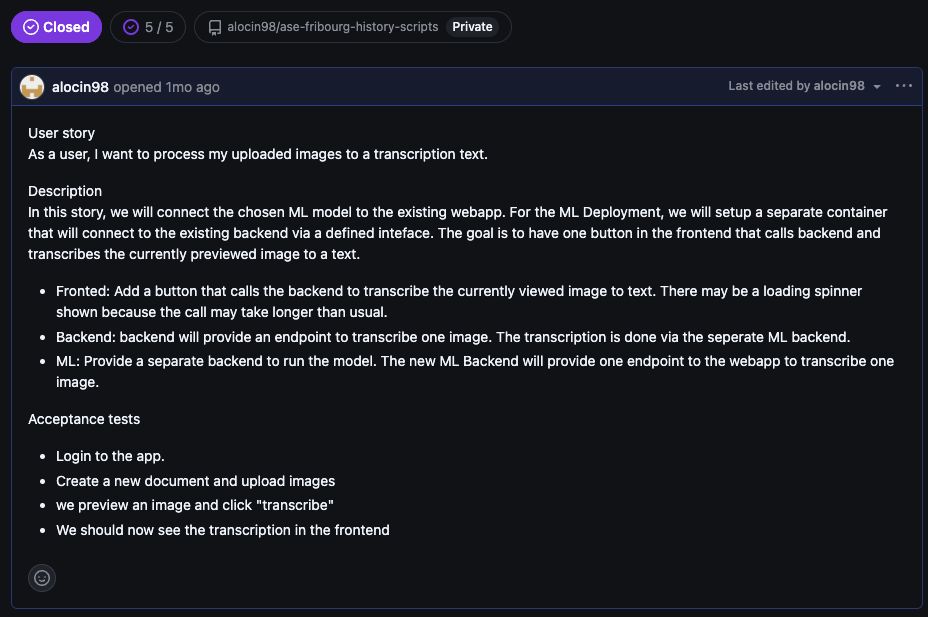 Closed
5 / 5
alocin98/ase-fribourg-history-scripts
Private
alocin98 opened 1mo ago
Last edited by alocin98
User story
As a user, I want to process my uploaded images to a transcription text.
Description
In this story, we will connect the chosen ML model to the existing webapp. For the ML Deployment, we will setup a separate container
that will connect to the existing backend via a defined inteface. The goal is to have one button in the frontend that calls backend and
transcribes the currently previewed image to a text.
• Fronted: Add a button that calls the backend to transcribe the currently viewed image to text. There may be a loading spinner
shown because the call may take longer than usual.
• Backend: backend will provide an endpoint to transcribe one image. The transcription is done via the seperate ML backend.
• ML: Provide a separate backend to run the model. The new ML Backend will provide one endpoint to the webapp to transcribe one
image.
Acceptance tests
• Login to the app.
• Create a new document and upload images
• we preview an image and click "transcribe"
• We should now see the transcription in the frontend